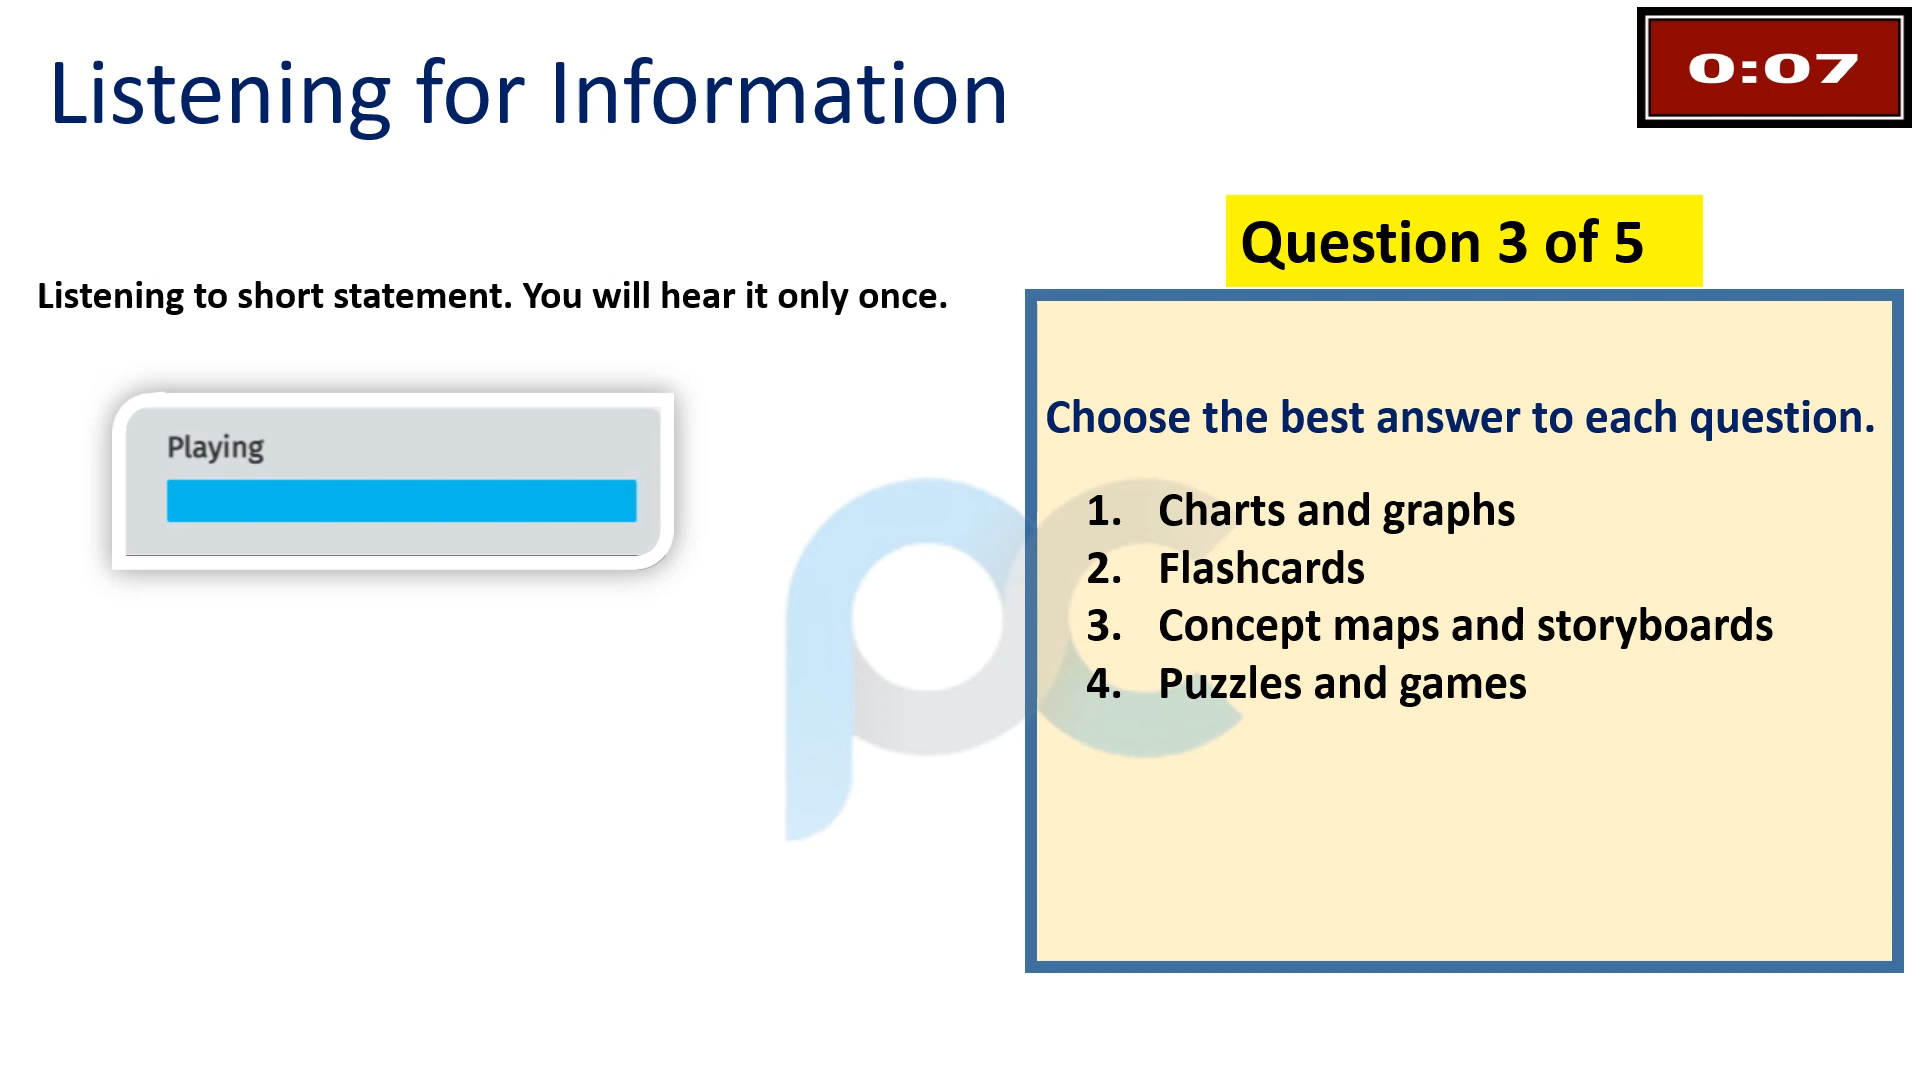 Listening for Information
0:07
Question 3 of 5
Listening to short statement. You will hear it only once.
Playing
Choose the best answer to each question.
1. Charts and graphs
2. Flashcards
3. Concept maps and storyboards
4. Puzzles and games